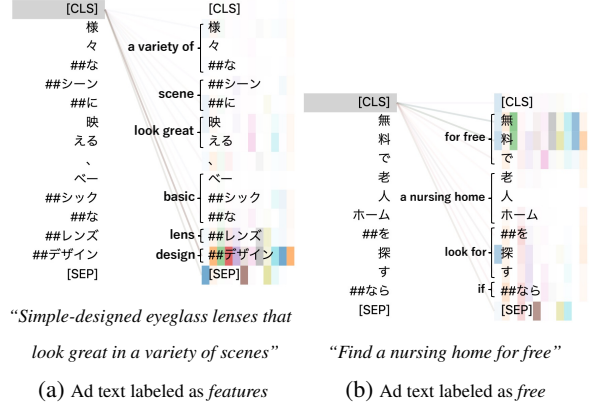 [CLS] [CLS]
様 様
々 a variety of 々
##な ##な
##シーン ##シーン
##に scene ##に
映 映
える look great える
、 、
ベー ベー
##シック basic ##シック
##な ##な
##レンズ lens ##レンズ
##デザイン design ##デザイン
[SEP] [SEP]
“Simple-designed eyeglass lenses that
look great in a variety of scenes”
(a) Ad text labeled as features
[CLS] [CLS]
無 無
料 for free 料
で で
老 老
人 a nursing home 人
ホーム ホーム
##を ##を
探 look for 探
す す
##なら if ##なら
[SEP] [SEP]
“Find a nursing home for free”
(b) Ad text labeled as free